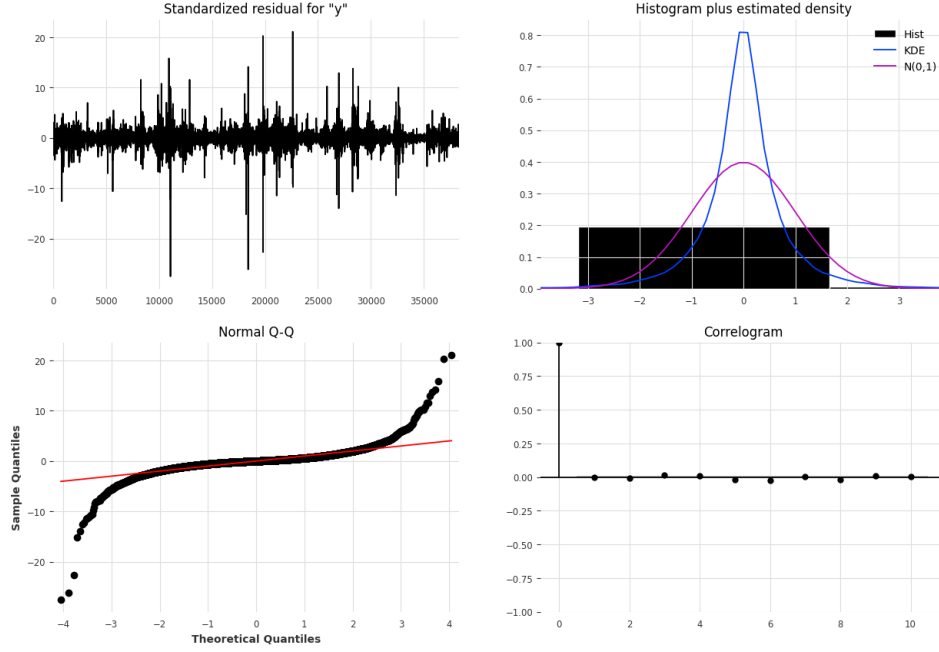 Standardized residual for "y"
20
10
0
−10
−20
0 5000 10000 15000 20000 25000 30000 35000
Histogram plus estimated density
Hist
KDE
N(0,1)
0.8
0.7
0.6
0.5
0.4
0.3
0.2
0.1
0.0
−3 −2 −1 0 1 2 3
Normal Q-Q
Sample Quantiles
20
10
0
−10
−20
−4 −3 −2 −1 0 1 2 3 4
Theoretical Quantiles
Correlogram
1.00
0.75
0.50
0.25
0.00
−0.25
−0.50
−0.75
−1.00
0 2 4 6 8 10